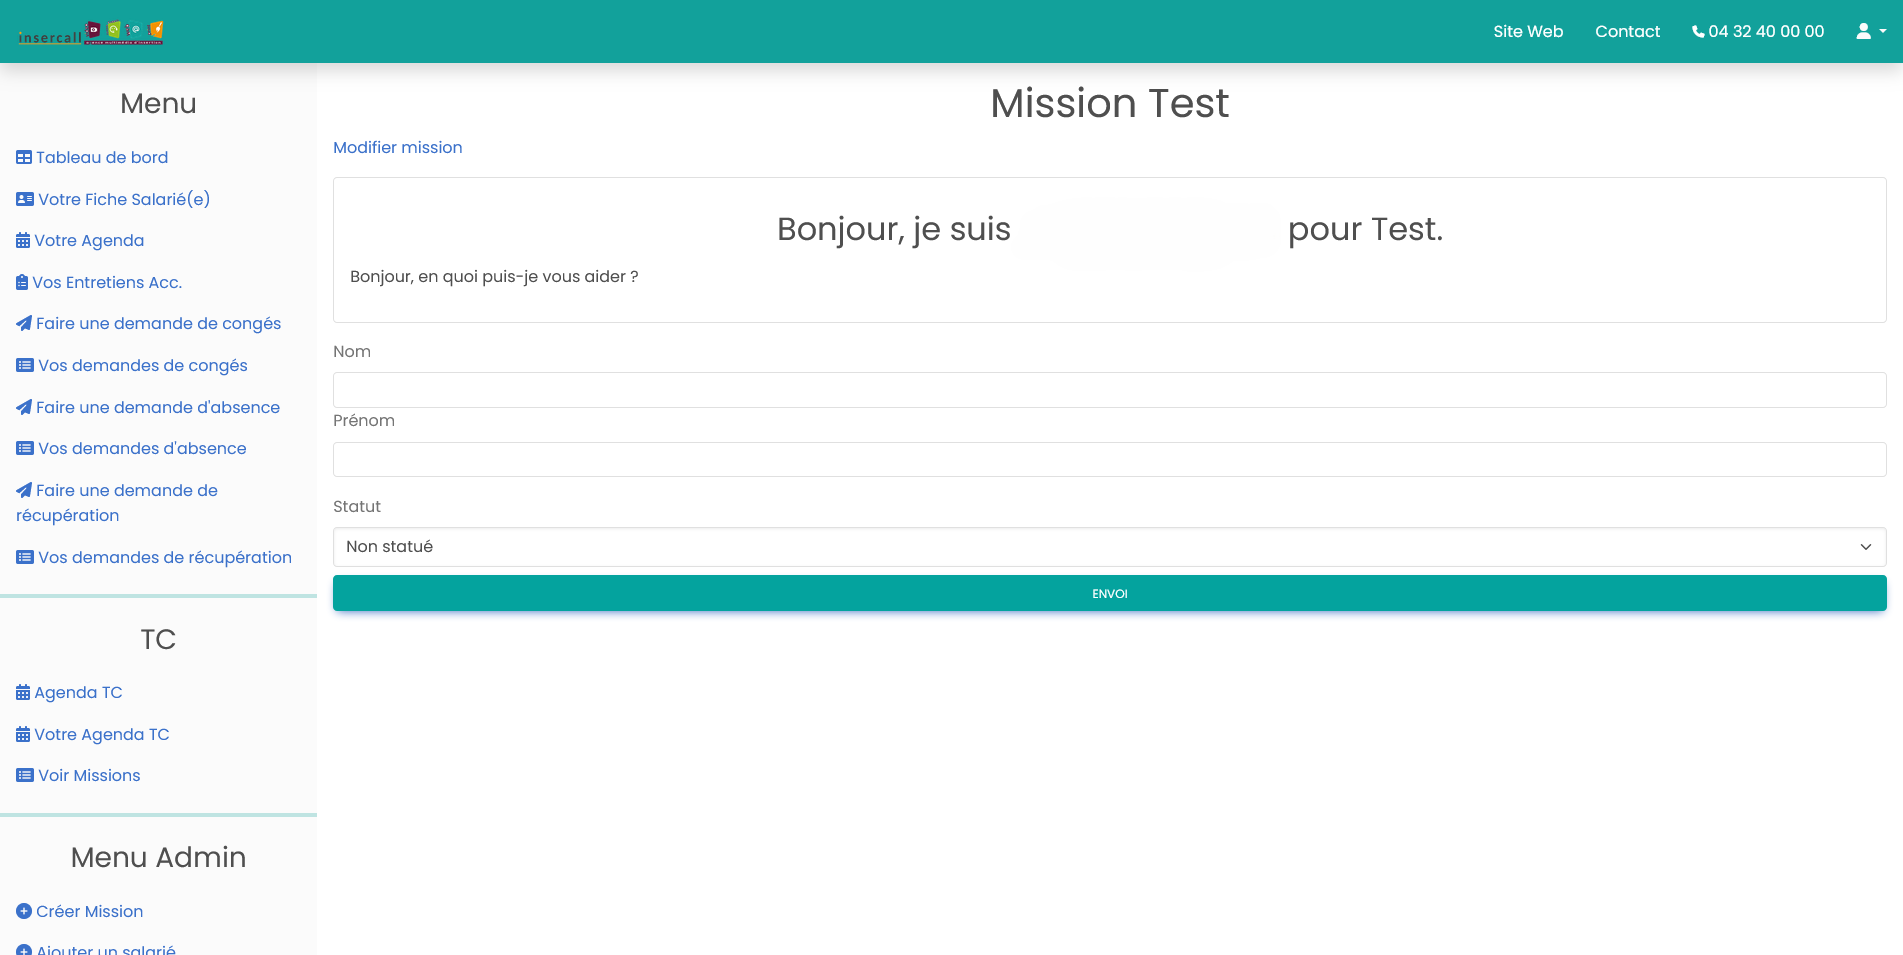 insercall
Site Web
Contact
04 32 40 00 00
Menu
Tableau de bord
Votre Fiche Salarié(e)
Votre Agenda
Vos Entretiens Acc.
Faire une demande de congés
Vos demandes de congés
Faire une demande d'absence
Vos demandes d'absence
Faire une demande de
récupération
Vos demandes de récupération
TC
Agenda TC
Votre Agenda TC
Voir Missions
Menu Admin
Créer Mission
Ajouter un salarié
Mission Test
Modifier mission
Bonjour, je suis pour Test.
Bonjour, en quoi puis-je vous aider ?
Nom
Prénom
Statut
Non statué
ENVOI